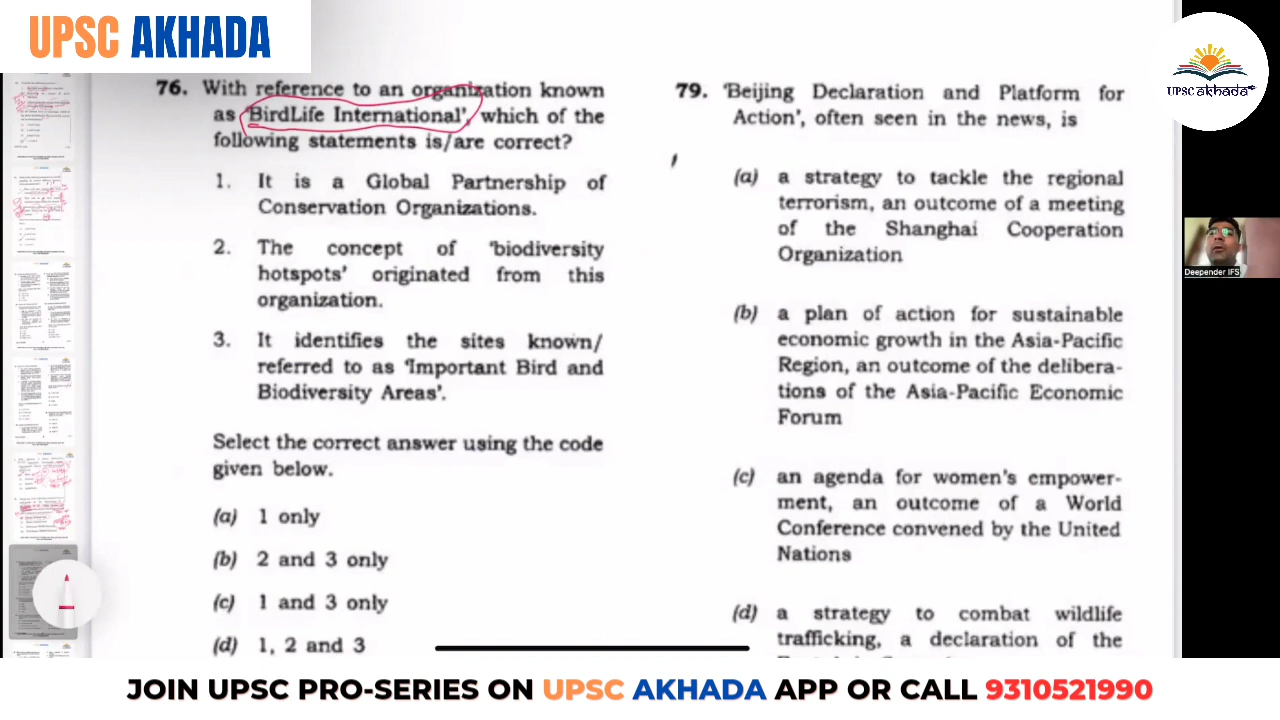 UPSC AKHADA
76. With reference to an organization known
as 'BirdLife International', which of the
following statements is/are correct?
1. It is a Global Partnership of
Conservation Organizations.
2. The concept of 'biodiversity
hotspots' originated from this
organization.
3. It identifies the sites known/
referred to as 'Important Bird and
Biodiversity Areas'.
Select the correct answer using the code
given below.
(a) 1 only
(b) 2 and 3 only
(c) 1 and 3 only
(d) 1, 2 and 3
79. 'Beijing Declaration and Platform for
Action', often seen in the news, is
(a) a strategy to tackle the regional
terrorism, an outcome of a meeting
of the Shanghai Cooperation
Organization
(b) a plan of action for sustainable
economic growth in the Asia-Pacific
Region, an outcome of the delibera-
tions of the Asia-Pacific Economic
Forum
(c) an agenda for women's empower-
ment, an outcome of a World
Conference convened by the United
Nations
(d) a strategy to combat wildlife
trafficking, a declaration of the
UPSC akhada
Deepender IFS
JOIN UPSC PRO-SERIES ON UPSC AKHADA APP OR CALL 9310521990